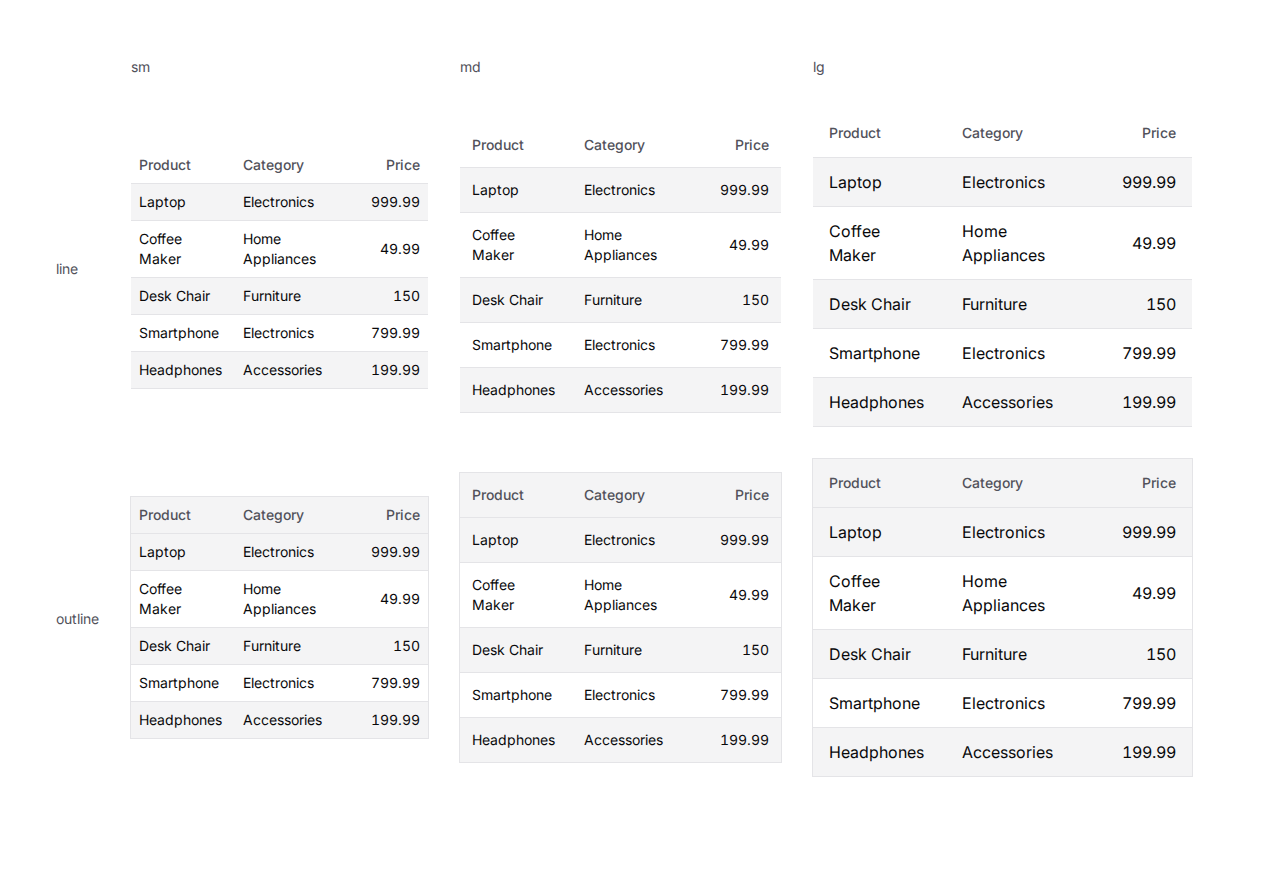 sm md lg
Product Category Price
Laptop Electronics 999.99
Coffee Maker Home Appliances 49.99
Desk Chair Furniture 150
Smartphone Electronics 799.99
Headphones Accessories 199.99
Product Category Price
Laptop Electronics 999.99
Coffee Maker Home Appliances 49.99
Desk Chair Furniture 150
Smartphone Electronics 799.99
Headphones Accessories 199.99
Product Category Price
Laptop Electronics 999.99
Coffee Maker Home Appliances 49.99
Desk Chair Furniture 150
Smartphone Electronics 799.99
Headphones Accessories 199.99
line
Product Category Price
Laptop Electronics 999.99
Coffee Maker Home Appliances 49.99
Desk Chair Furniture 150
Smartphone Electronics 799.99
Headphones Accessories 199.99
Product Category Price
Laptop Electronics 999.99
Coffee Maker Home Appliances 49.99
Desk Chair Furniture 150
Smartphone Electronics 799.99
Headphones Accessories 199.99
Product Category Price
Laptop Electronics 999.99
Coffee Maker Home Appliances 49.99
Desk Chair Furniture 150
Smartphone Electronics 799.99
Headphones Accessories 199.99
outline